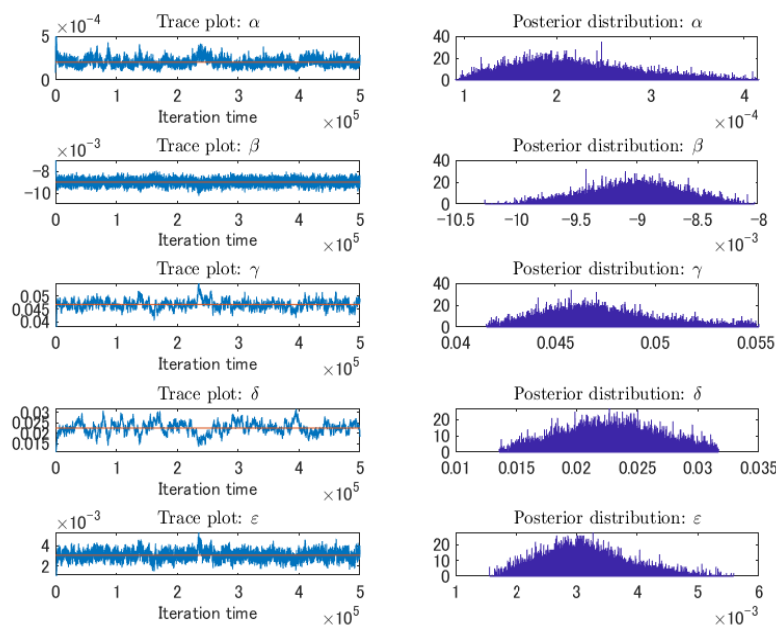 Trace plot: α
5 ×10⁻⁴
0
0 1 2 3 4 5
Iteration time
×10⁵
Posterior distribution: α
40
20
0
1 2 3 4
×10⁻⁴
Trace plot: β
×10⁻³
-8
-10
0 1 2 3 4 5
Iteration time
×10⁵
Posterior distribution: β
40
20
0
-10.5 -10 -9.5 -9 -8.5 -8
×10⁻³
Trace plot: γ
0.05
0.045
0.04
0 1 2 3 4 5
Iteration time
×10⁵
Posterior distribution: γ
40
20
0
0.04 0.045 0.05 0.055
Trace plot: δ
0.03
0.025
0.02
0.015
0 1 2 3 4 5
Iteration time
×10⁵
Posterior distribution: δ
20
10
0
0.01 0.015 0.02 0.025 0.03 0.035
Trace plot: ε
×10⁻³
4
2
0 1 2 3 4 5
Iteration time
×10⁵
Posterior distribution: ε
20
10
0
1 2 3 4 5 6
×10⁻³